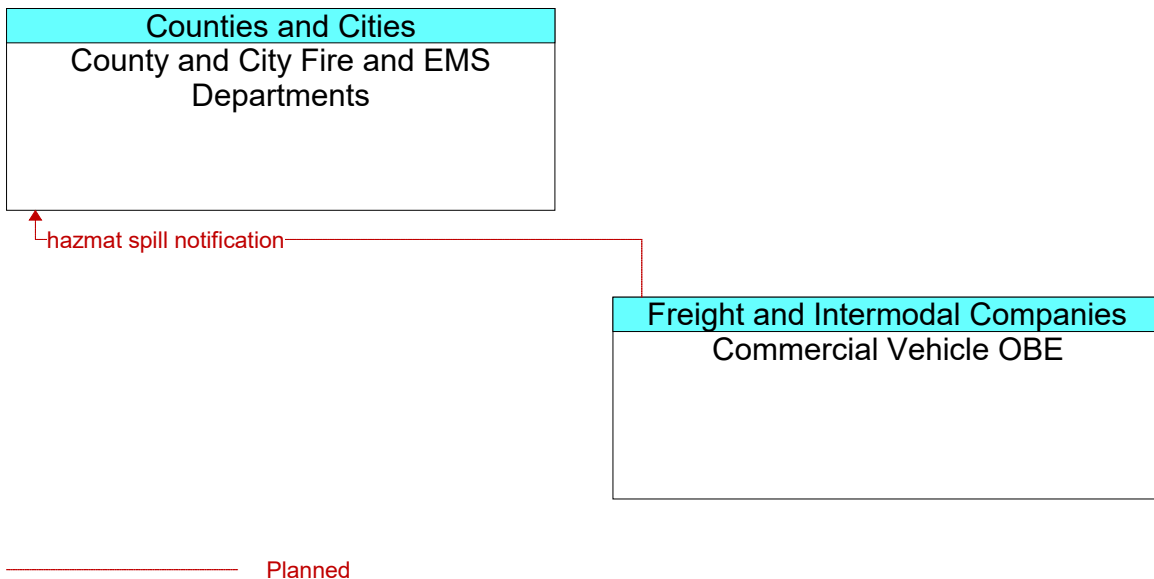 Counties and Cities
County and City Fire and EMS
Departments
hazmat spill notification
Freight and Intermodal Companies
Commercial Vehicle OBE
Planned